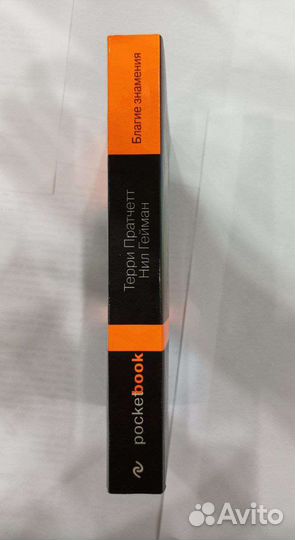 Благие знамения
Терри Пратчетт
Нил Гейман
pocketbook
Avito